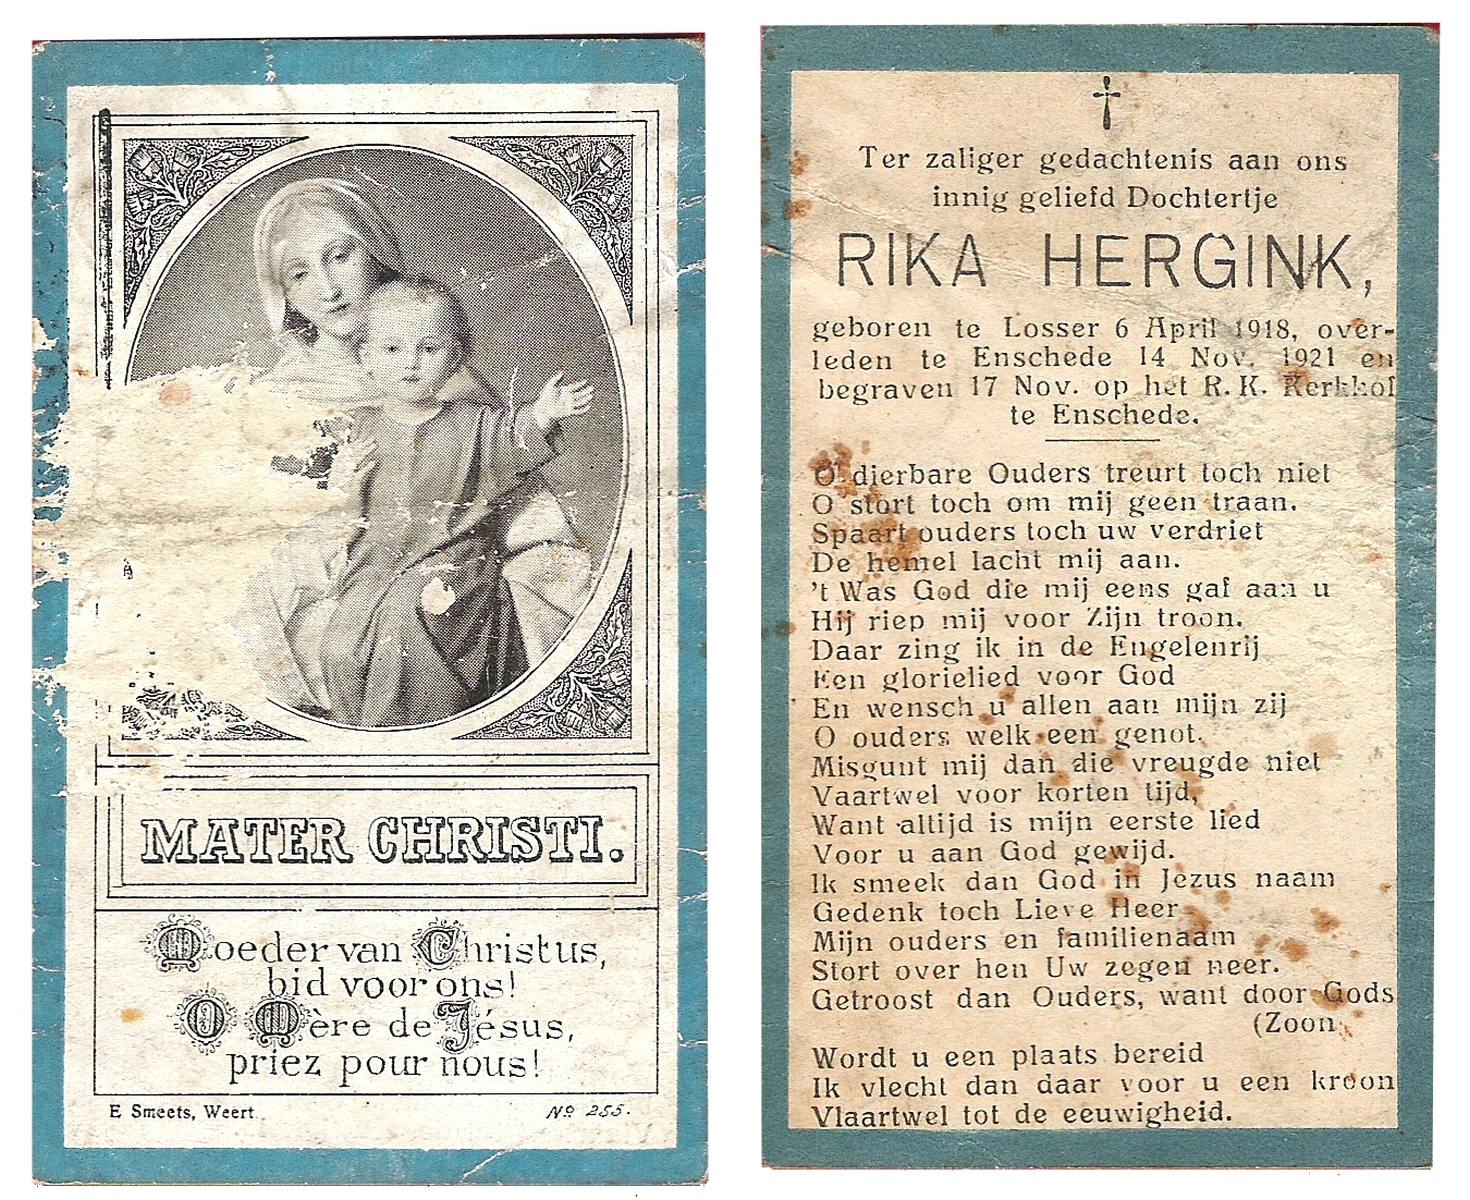 MATER CHRISTI.
Moeder van Christus,
bid voor ons!
O Mère de Jésus,
priez pour nous!
E Smeets, Weert.
No 255.
Ter zaliger gedachtenis aan ons
innig geliefd Dochtertje
RIKA HERGINK,
geboren te Losser 6 April 1918, over-
leden te Enschede 14 Nov. 1921 en
begraven 17 Nov. op het R. K. Kerkhof
te Enschede.
O! dierbare Ouders treurt toch niet
O stort toch om mij geen traan.
Spaart ouders toch uw verdriet
De hemel lacht mij aan.
't Was God die mij eens gaf aan u
Hij riep mij voor Zijn troon.
Daar zing ik in de Engelenrij
Een glorielied voor God
En wensch u allen aan mijn zij
O ouders welk een genot.
Misgunt mij dan die vreugde niet
Vaartwel voor korten tijd,
Want altijd is mijn eerste lied
Voor u aan God gewijd.
Ik smeek dan God in Jezus naam
Gedenk toch Lieve Heer
Mijn ouders en familienaam
Stort over hen Uw zegen neer.
Getroost dan Ouders, want door Gods
(Zoon
Wordt u een plaats bereid
Ik vlecht dan daar voor u een kroon
Vlaartwel tot de eeuwigheid.